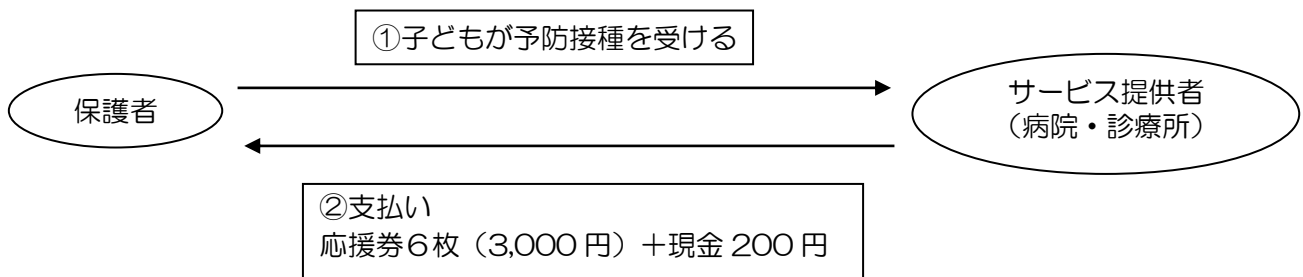 ①子どもが予防接種を受ける
保護者
サービス提供者
（病院・診療所）
②支払い
応援券６枚（3,000 円）＋現金 200 円